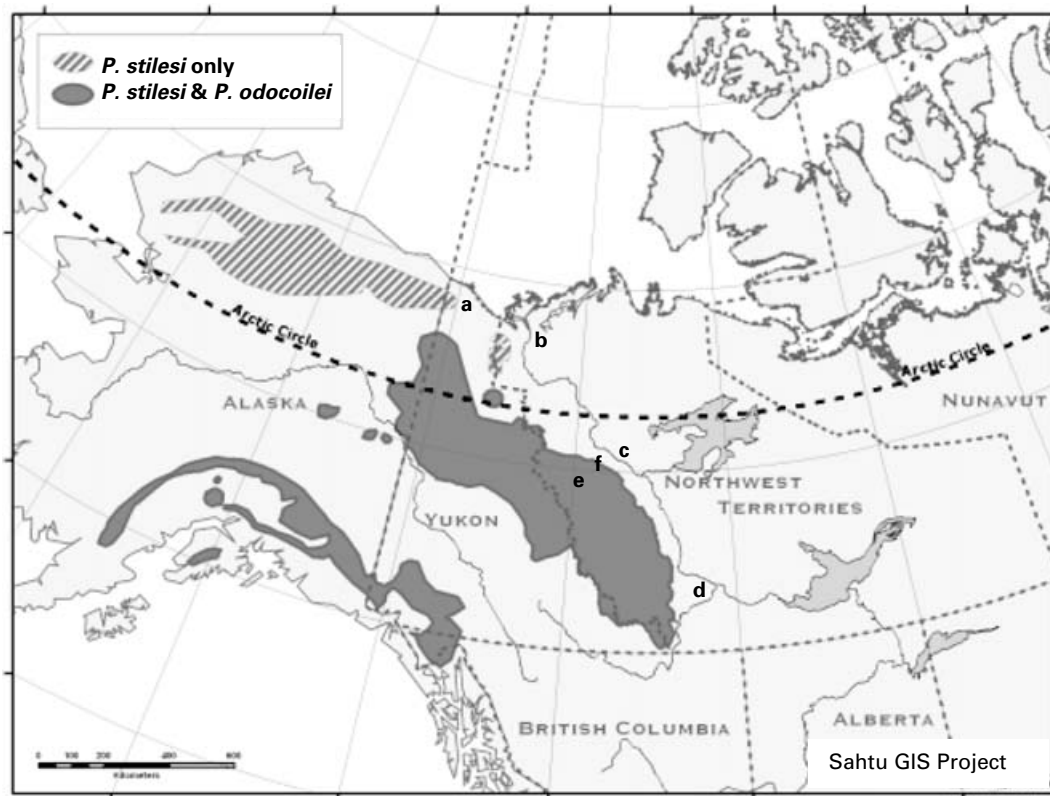 P. stilesi only
P. stilesi & P. odocoilei
Arctic Circle
a
b
Arctic Circle
ALASKA
NUNAVUT
c
f
e
NORTHWEST
TERRITORIES
YUKON
d
BRITISH COLUMBIA
ALBERTA
0 100 200 400 600
Kilometers
Sahtu GIS Project